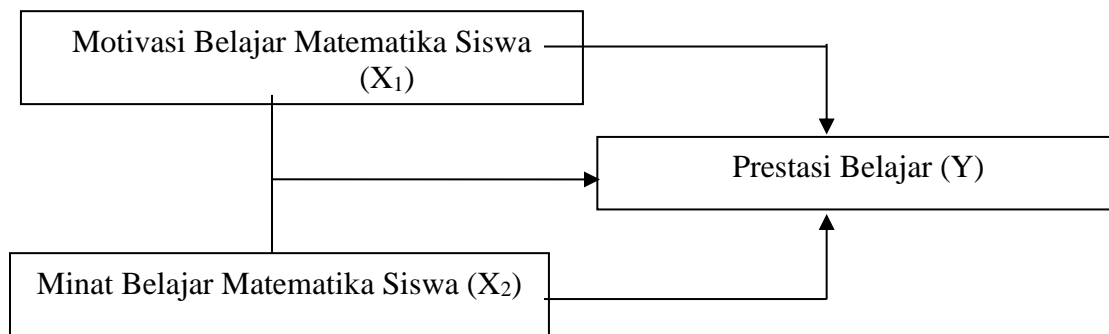 Motivasi Belajar Matematika Siswa
(X₁)
Prestasi Belajar (Y)
Minat Belajar Matematika Siswa (X₂)